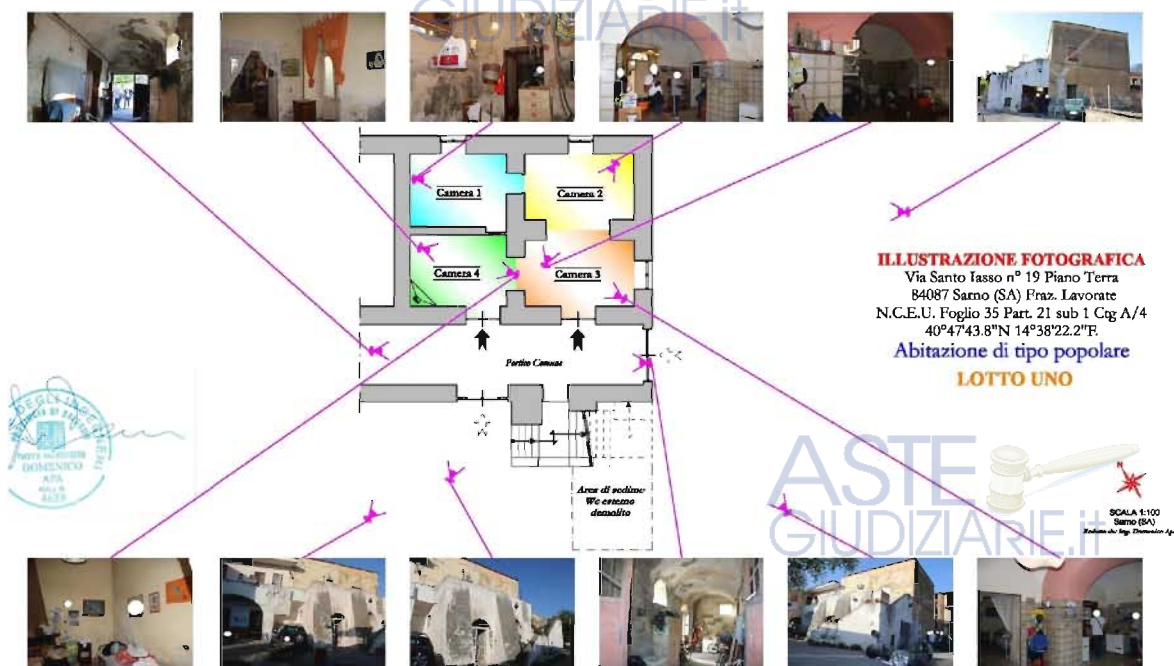 GIUDIZIARIE.it
Camera 1
Camera 2
Camera 4
Camera 3
Portico Comune
Area di sedime
Wc esterno
demolito
ILLUSTRAZIONE FOTOGRAFICA
Via Santo Iasso n° 19 Piano Terra
84087 Sarno (SA) Fraz. Lavorate
N.C.E.U. Foglio 35 Part. 21 sub 1 Ctg A/4
40°47'43.8"N 14°38'22.2"E
Abitazione di tipo popolare
LOTTO UNO
DOMENICO
APA
ASTE
GIUDIZIARIE.it
N
SCALA 1:100
Sarno (SA)